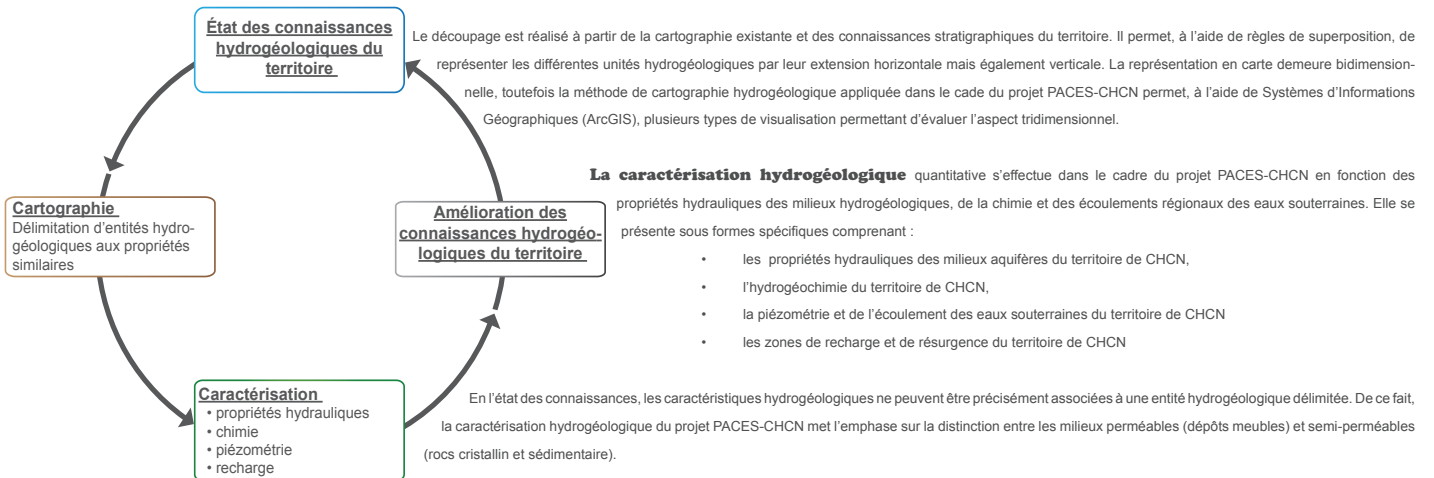 État des connaissances
hydrogéologiques du
territoire
Cartographie
Délimitation d'entités hydro-
géologiques aux propriétés
similaires
Amélioration des
connaissances hydrogéo-
logiques du territoire
Caractérisation
• propriétés hydrauliques
• chimie
• piézométrie
• recharge
Le découpage est réalisé à partir de la cartographie existante et des connaissances stratigraphiques du territoire. Il permet, à l'aide de règles de superposition, de
représenter les différentes unités hydrogéologiques par leur extension horizontale mais également verticale. La représentation en carte demeure bidimension-
nelle, toutefois la méthode de cartographie hydrogéologique appliquée dans le cade du projet PACES-CHCN permet, à l'aide de Systèmes d'Informations
Géographiques (ArcGIS), plusieurs types de visualisation permettant d'évaluer l'aspect tridimensionnel.
La caractérisation hydrogéologique quantitative s'effectue dans le cadre du projet PACES-CHCN en fonction des
propriétés hydrauliques des milieux hydrogéologiques, de la chimie et des écoulements régionaux des eaux souterraines. Elle se
présente sous formes spécifiques comprenant :
• les propriétés hydrauliques des milieux aquifères du territoire de CHCN,
• l'hydrogéochimie du territoire de CHCN,
• la piézométrie et de l'écoulement des eaux souterraines du territoire de CHCN
• les zones de recharge et de résurgence du territoire de CHCN
En l'état des connaissances, les caractéristiques hydrogéologiques ne peuvent être précisément associées à une entité hydrogéologique délimitée. De ce fait,
la caractérisation hydrogéologique du projet PACES-CHCN met l'emphase sur la distinction entre les milieux perméables (dépôts meubles) et semi-perméables
(rocs cristallin et sédimentaire).